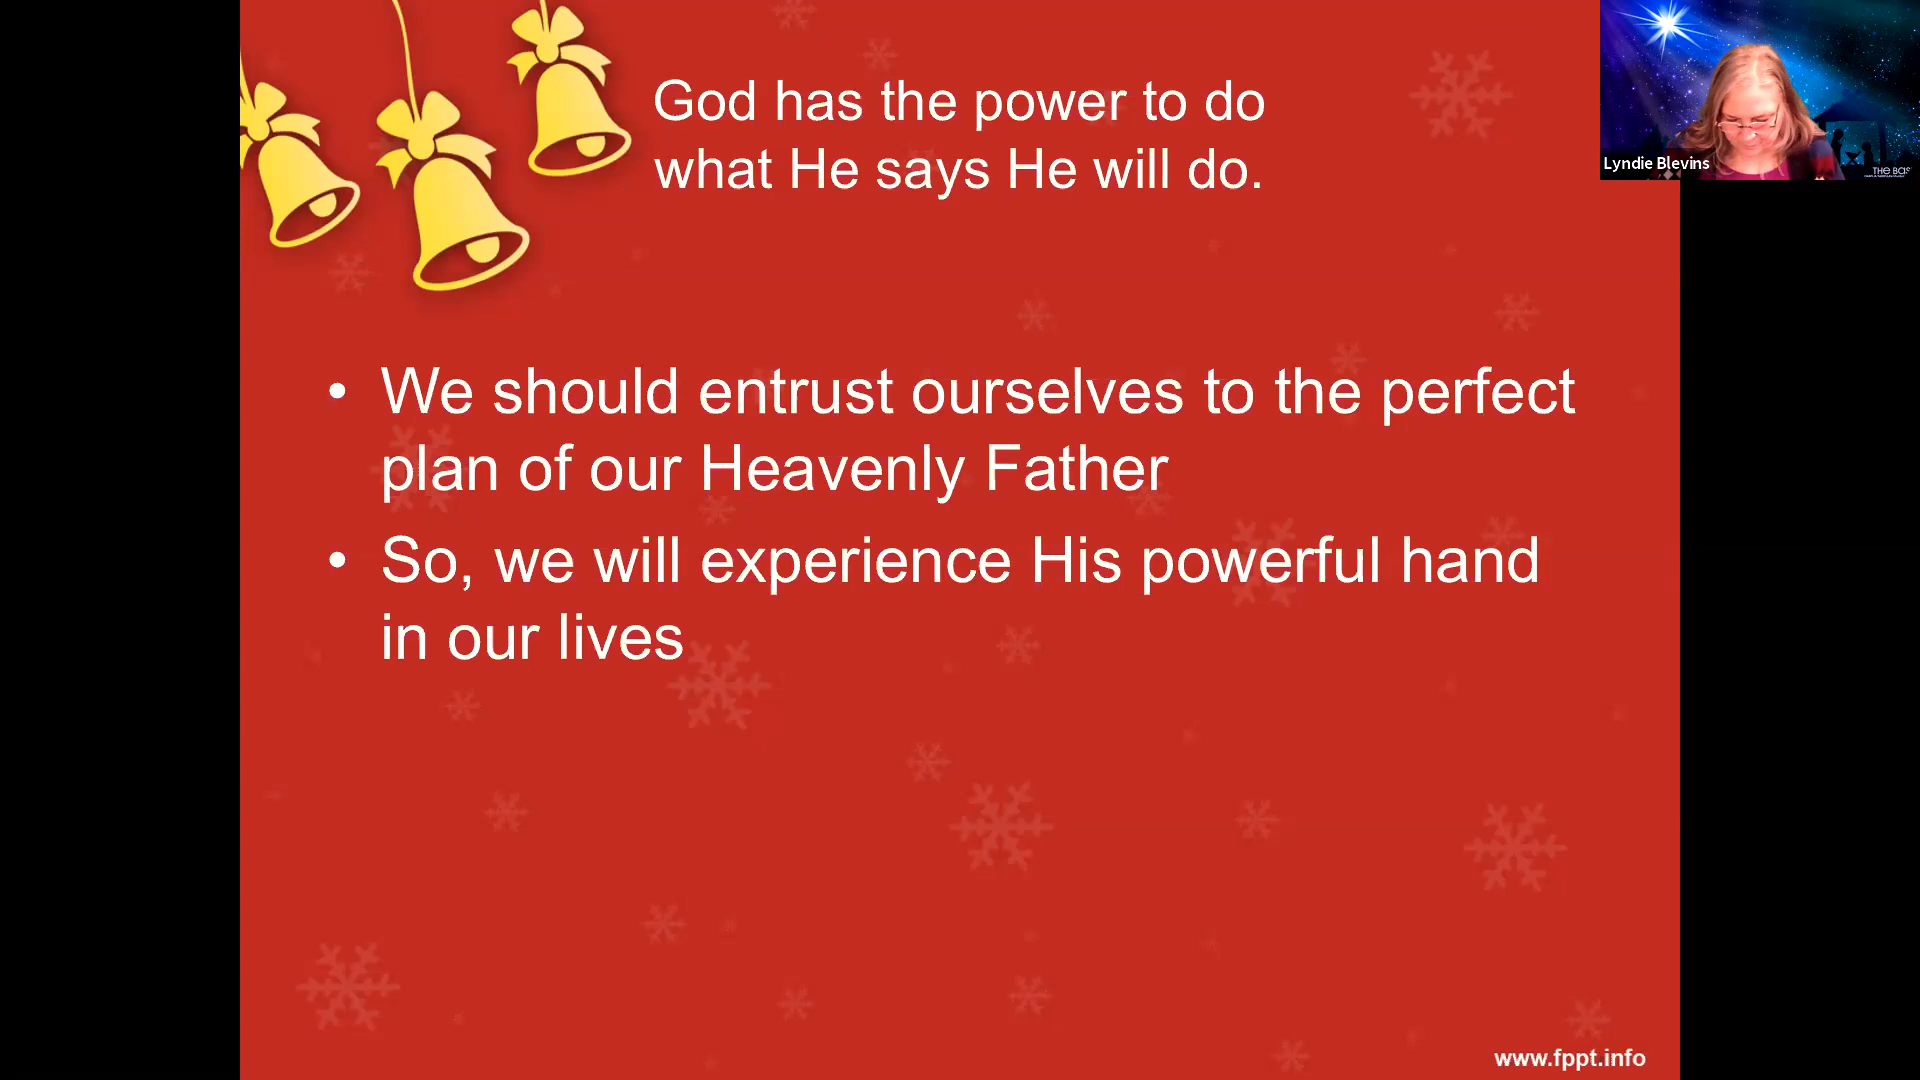 God has the power to do
what He says He will do.
• We should entrust ourselves to the perfect
plan of our Heavenly Father
• So, we will experience His powerful hand
in our lives
www.fppt.info
Lyndie Blevins
THE BAS